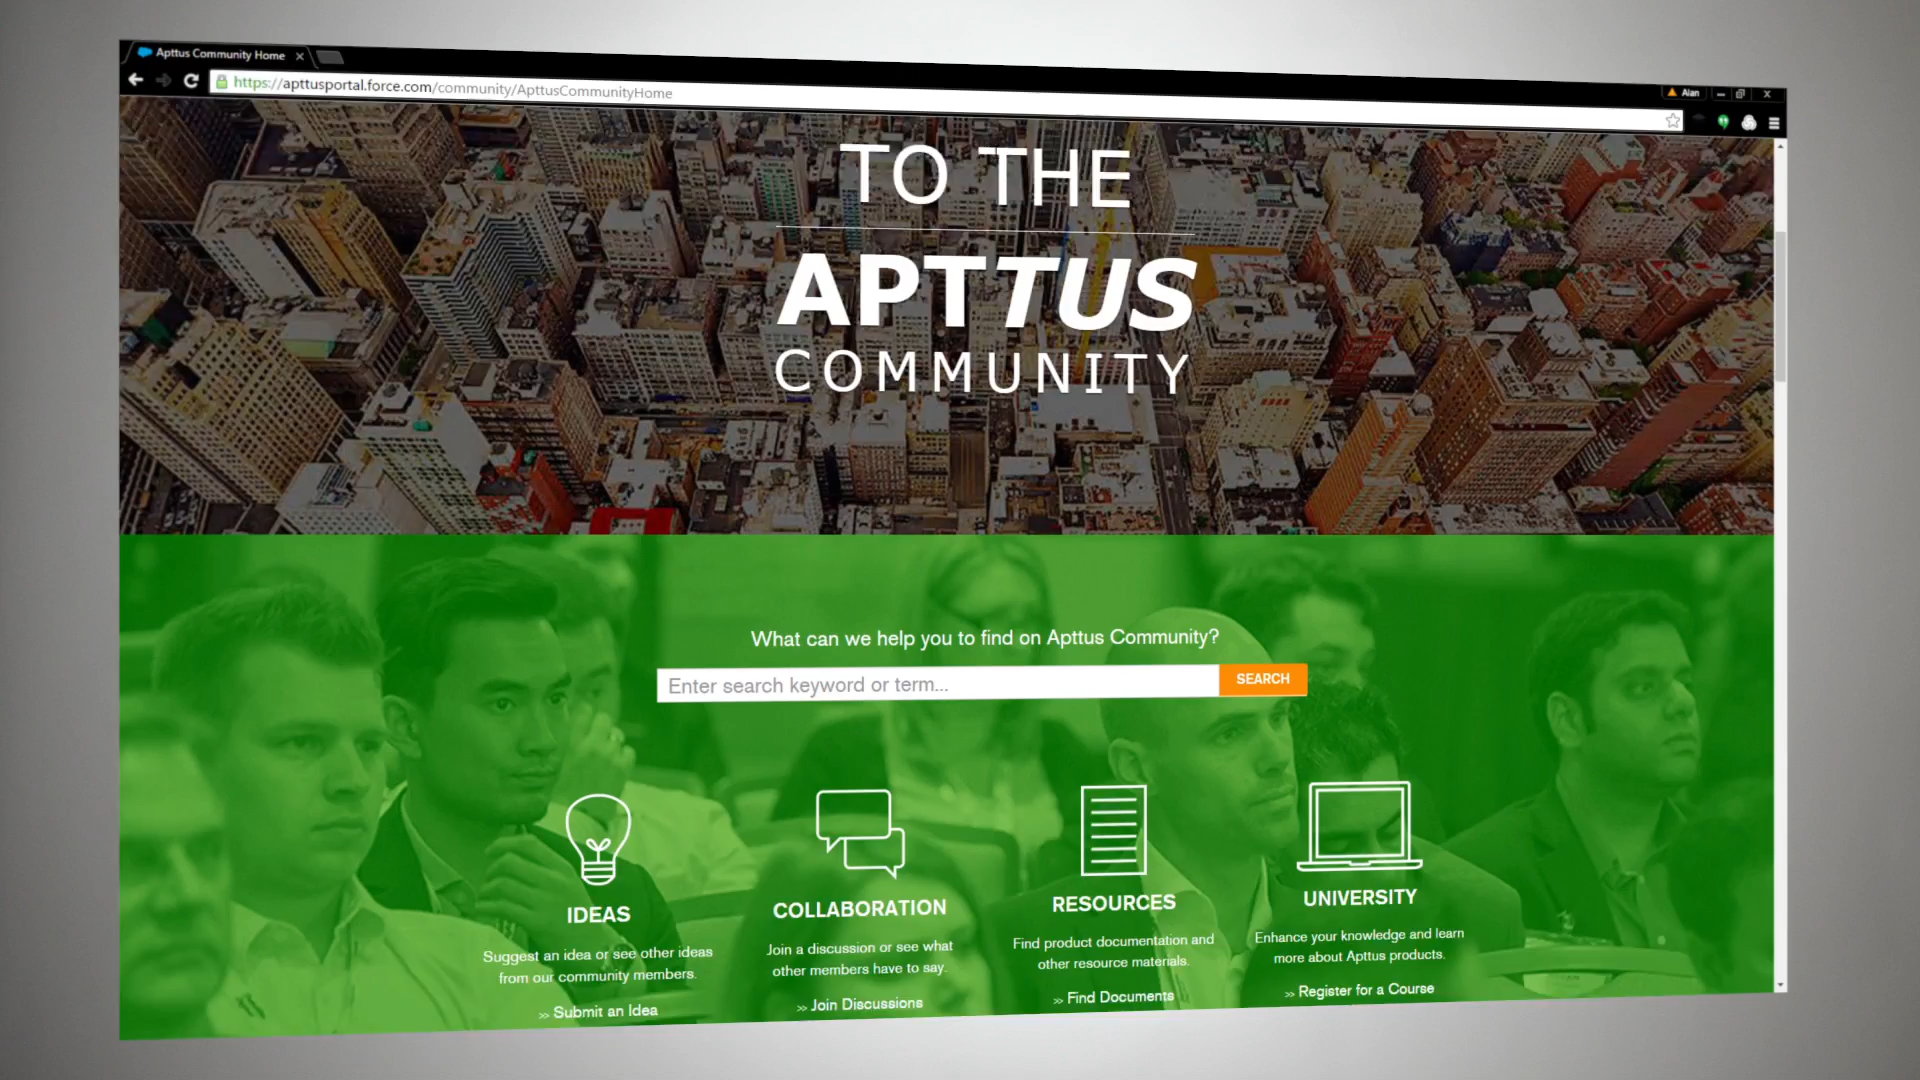 Apttus Community Home
https://apttusportal.force.com/community/ApttusCommunityHome
Alan
TO THE
APTTUS
COMMUNITY
What can we help you to find on Apttus Community?
Enter search keyword or term...
SEARCH
IDEAS
Suggest an idea or see other ideas
from our community members.
>> Submit an Idea
COLLABORATION
Join a discussion or see what
other members have to say.
>> Join Discussions
RESOURCES
Find product documentation and
other resource materials.
>> Find Documents
UNIVERSITY
Enhance your knowledge and learn
more about Apttus products.
>> Register for a Course